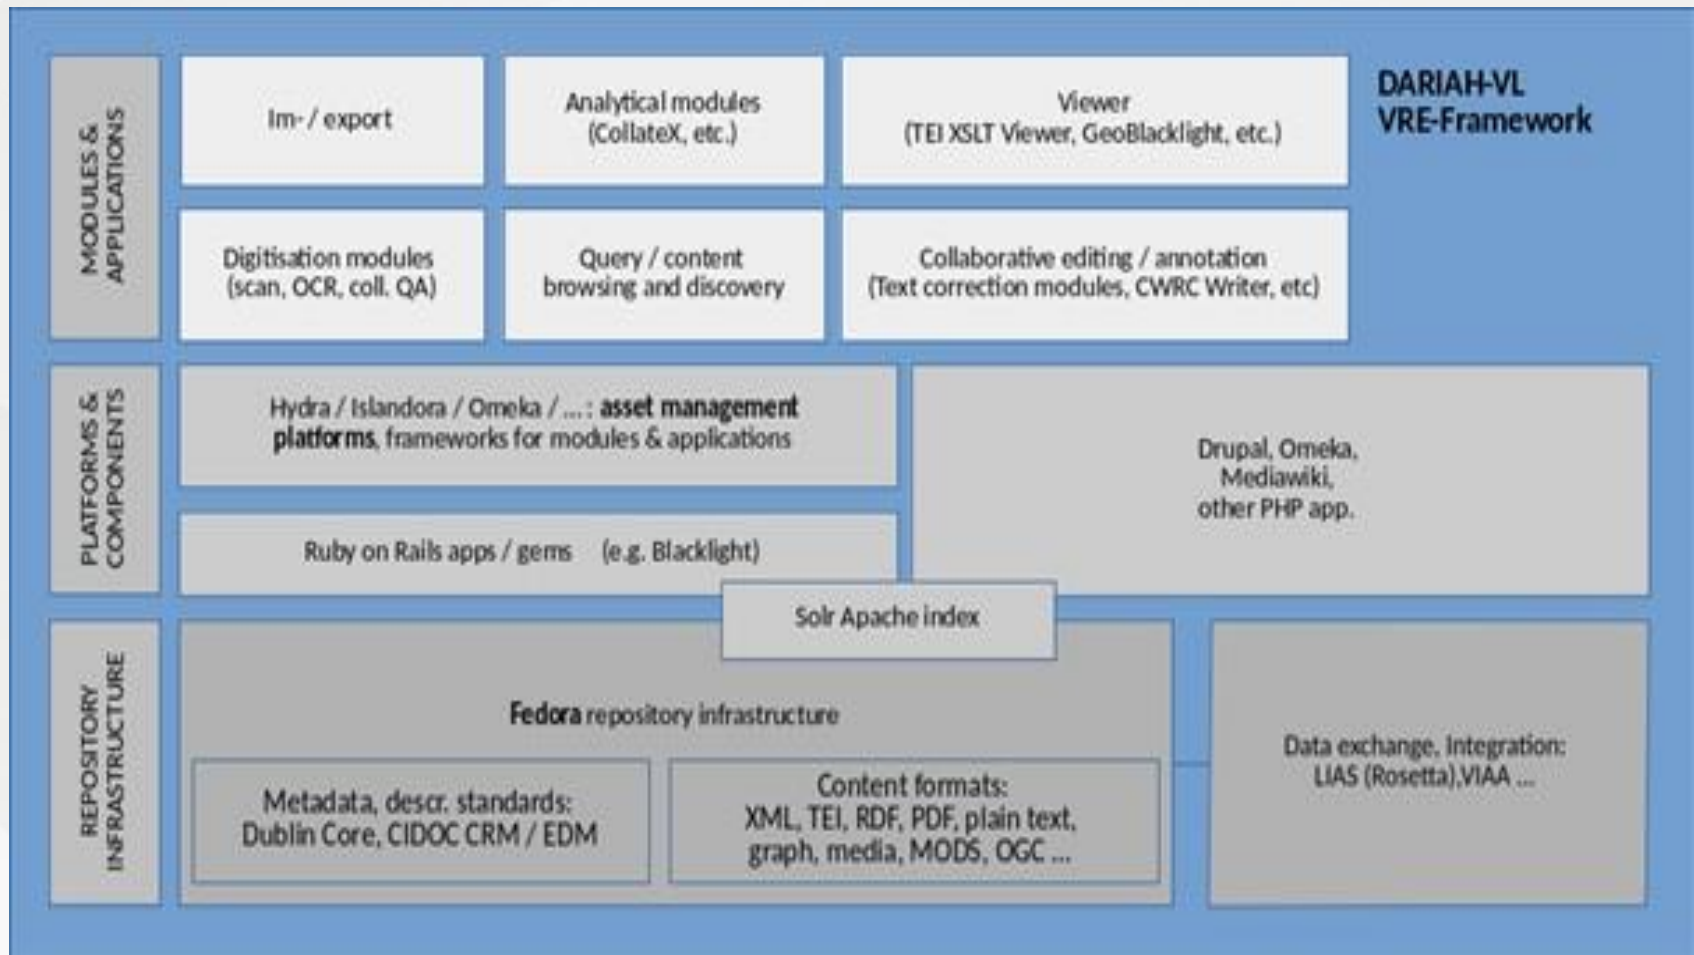 DARIAH-VL
VRE-Framework
MODULES &
APPLICATIONS
Im- / export
Analytical modules
(CollateX, etc.)
Viewer
(TEI XSLT Viewer, GeoBlacklight, etc.)
Digitisation modules
(scan, OCR, coll. QA)
Query / content
browsing and discovery
Collaborative editing / annotation
(Text correction modules, CWRC Writer, etc)
PLATFORMS &
COMPONENTS
Hydra / Islandora / Omeka / ... : asset management
platforms, frameworks for modules & applications
Ruby on Rails apps / gems (e.g. Blacklight)
Drupal, Omeka,
Mediawiki,
other PHP app.
Solr Apache index
REPOSITORY
INFRASTRUCTURE
Fedora repository infrastructure
Metadata, descr. standards:
Dublin Core, CIDOC CRM / EDM
Content formats:
XML, TEI, RDF, PDF, plain text,
graph, media, MODS, OGC ...
Data exchange, Integration:
LIAS (Rosetta),VIAA ...